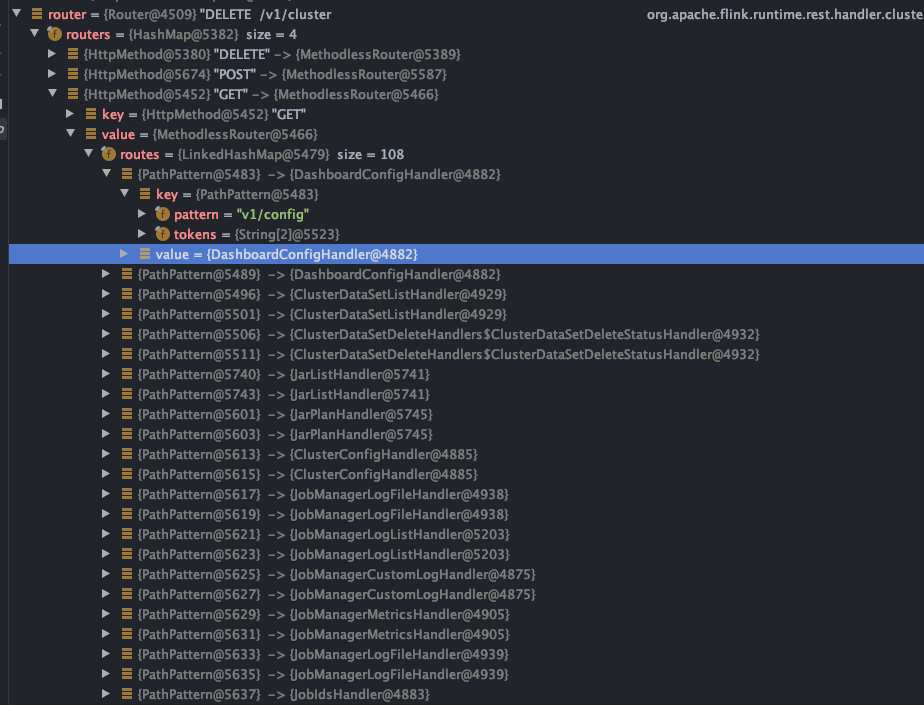 router = {Router@4509} "DELETE /v1/cluster org.apache.flink.runtime.rest.handler.cluste
routers = {HashMap@5382} size = 4
{HttpMethod@5380} "DELETE" -> {MethodlessRouter@5389}
{HttpMethod@5674} "POST" -> {MethodlessRouter@5587}
{HttpMethod@5452} "GET" -> {MethodlessRouter@5466}
key = {HttpMethod@5452} "GET"
value = {MethodlessRouter@5466}
routes = {LinkedHashMap@5479} size = 108
{PathPattern@5483} -> {DashboardConfigHandler@4882}
key = {PathPattern@5483}
pattern = "v1/config"
tokens = {String[2]@5523}
value = {DashboardConfigHandler@4882}
{PathPattern@5489} -> {DashboardConfigHandler@4882}
{PathPattern@5496} -> {ClusterDataSetListHandler@4929}
{PathPattern@5501} -> {ClusterDataSetListHandler@4929}
{PathPattern@5506} -> {ClusterDataSetDeleteHandlers$ClusterDataSetDeleteStatusHandler@4932}
{PathPattern@5511} -> {ClusterDataSetDeleteHandlers$ClusterDataSetDeleteStatusHandler@4932}
{PathPattern@5740} -> {JarListHandler@5741}
{PathPattern@5743} -> {JarListHandler@5741}
{PathPattern@5601} -> {JarPlanHandler@5745}
{PathPattern@5603} -> {JarPlanHandler@5745}
{PathPattern@5613} -> {ClusterConfigHandler@4885}
{PathPattern@5615} -> {ClusterConfigHandler@4885}
{PathPattern@5617} -> {JobManagerLogFileHandler@4938}
{PathPattern@5619} -> {JobManagerLogFileHandler@4938}
{PathPattern@5621} -> {JobManagerLogListHandler@5203}
{PathPattern@5623} -> {JobManagerLogListHandler@5203}
{PathPattern@5625} -> {JobManagerCustomLogHandler@4875}
{PathPattern@5627} -> {JobManagerCustomLogHandler@4875}
{PathPattern@5629} -> {JobManagerMetricsHandler@4905}
{PathPattern@5631} -> {JobManagerMetricsHandler@4905}
{PathPattern@5633} -> {JobManagerLogFileHandler@4939}
{PathPattern@5635} -> {JobManagerLogFileHandler@4939}
{PathPattern@5637} -> {JobIdsHandler@4883}